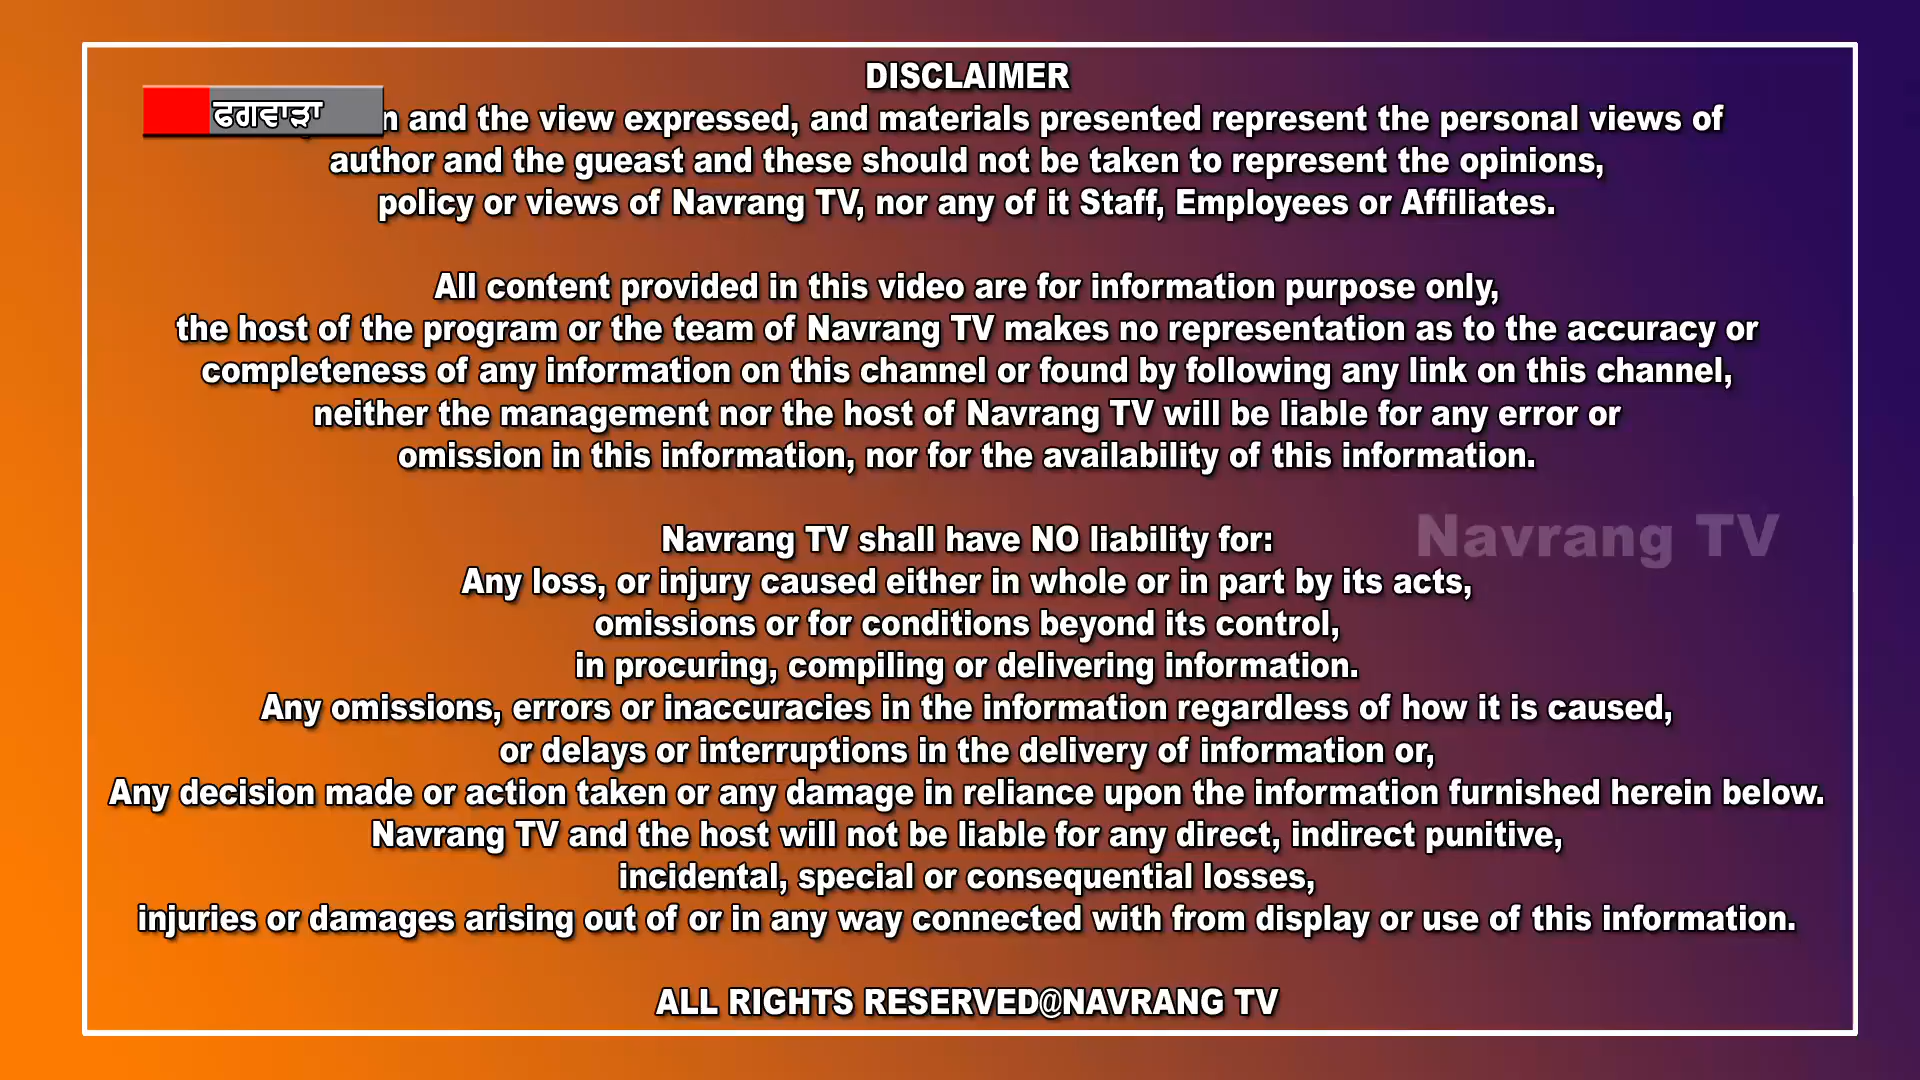 DISCLAIMER
ਫਗਵਾੜਾ
and the view expressed, and materials presented represent the personal views of
author and the gueast and these should not be taken to represent the opinions,
policy or views of Navrang TV, nor any of it Staff, Employees or Affiliates.
All content provided in this video are for information purpose only,
the host of the program or the team of Navrang TV makes no representation as to the accuracy or
completeness of any information on this channel or found by following any link on this channel,
neither the management nor the host of Navrang TV will be liable for any error or
omission in this information, nor for the availability of this information.
Navrang TV shall have NO liability for:
Navrang TV
Any loss, or injury caused either in whole or in part by its acts,
omissions or for conditions beyond its control,
in procuring, compiling or delivering information.
Any omissions, errors or inaccuracies in the information regardless of how it is caused,
or delays or interruptions in the delivery of information or,
Any decision made or action taken or any damage in reliance upon the information furnished herein below.
Navrang TV and the host will not be liable for any direct, indirect punitive,
incidental, special or consequential losses,
injuries or damages arising out of or in any way connected with from display or use of this information.
ALL RIGHTS RESERVED@NAVRANG TV